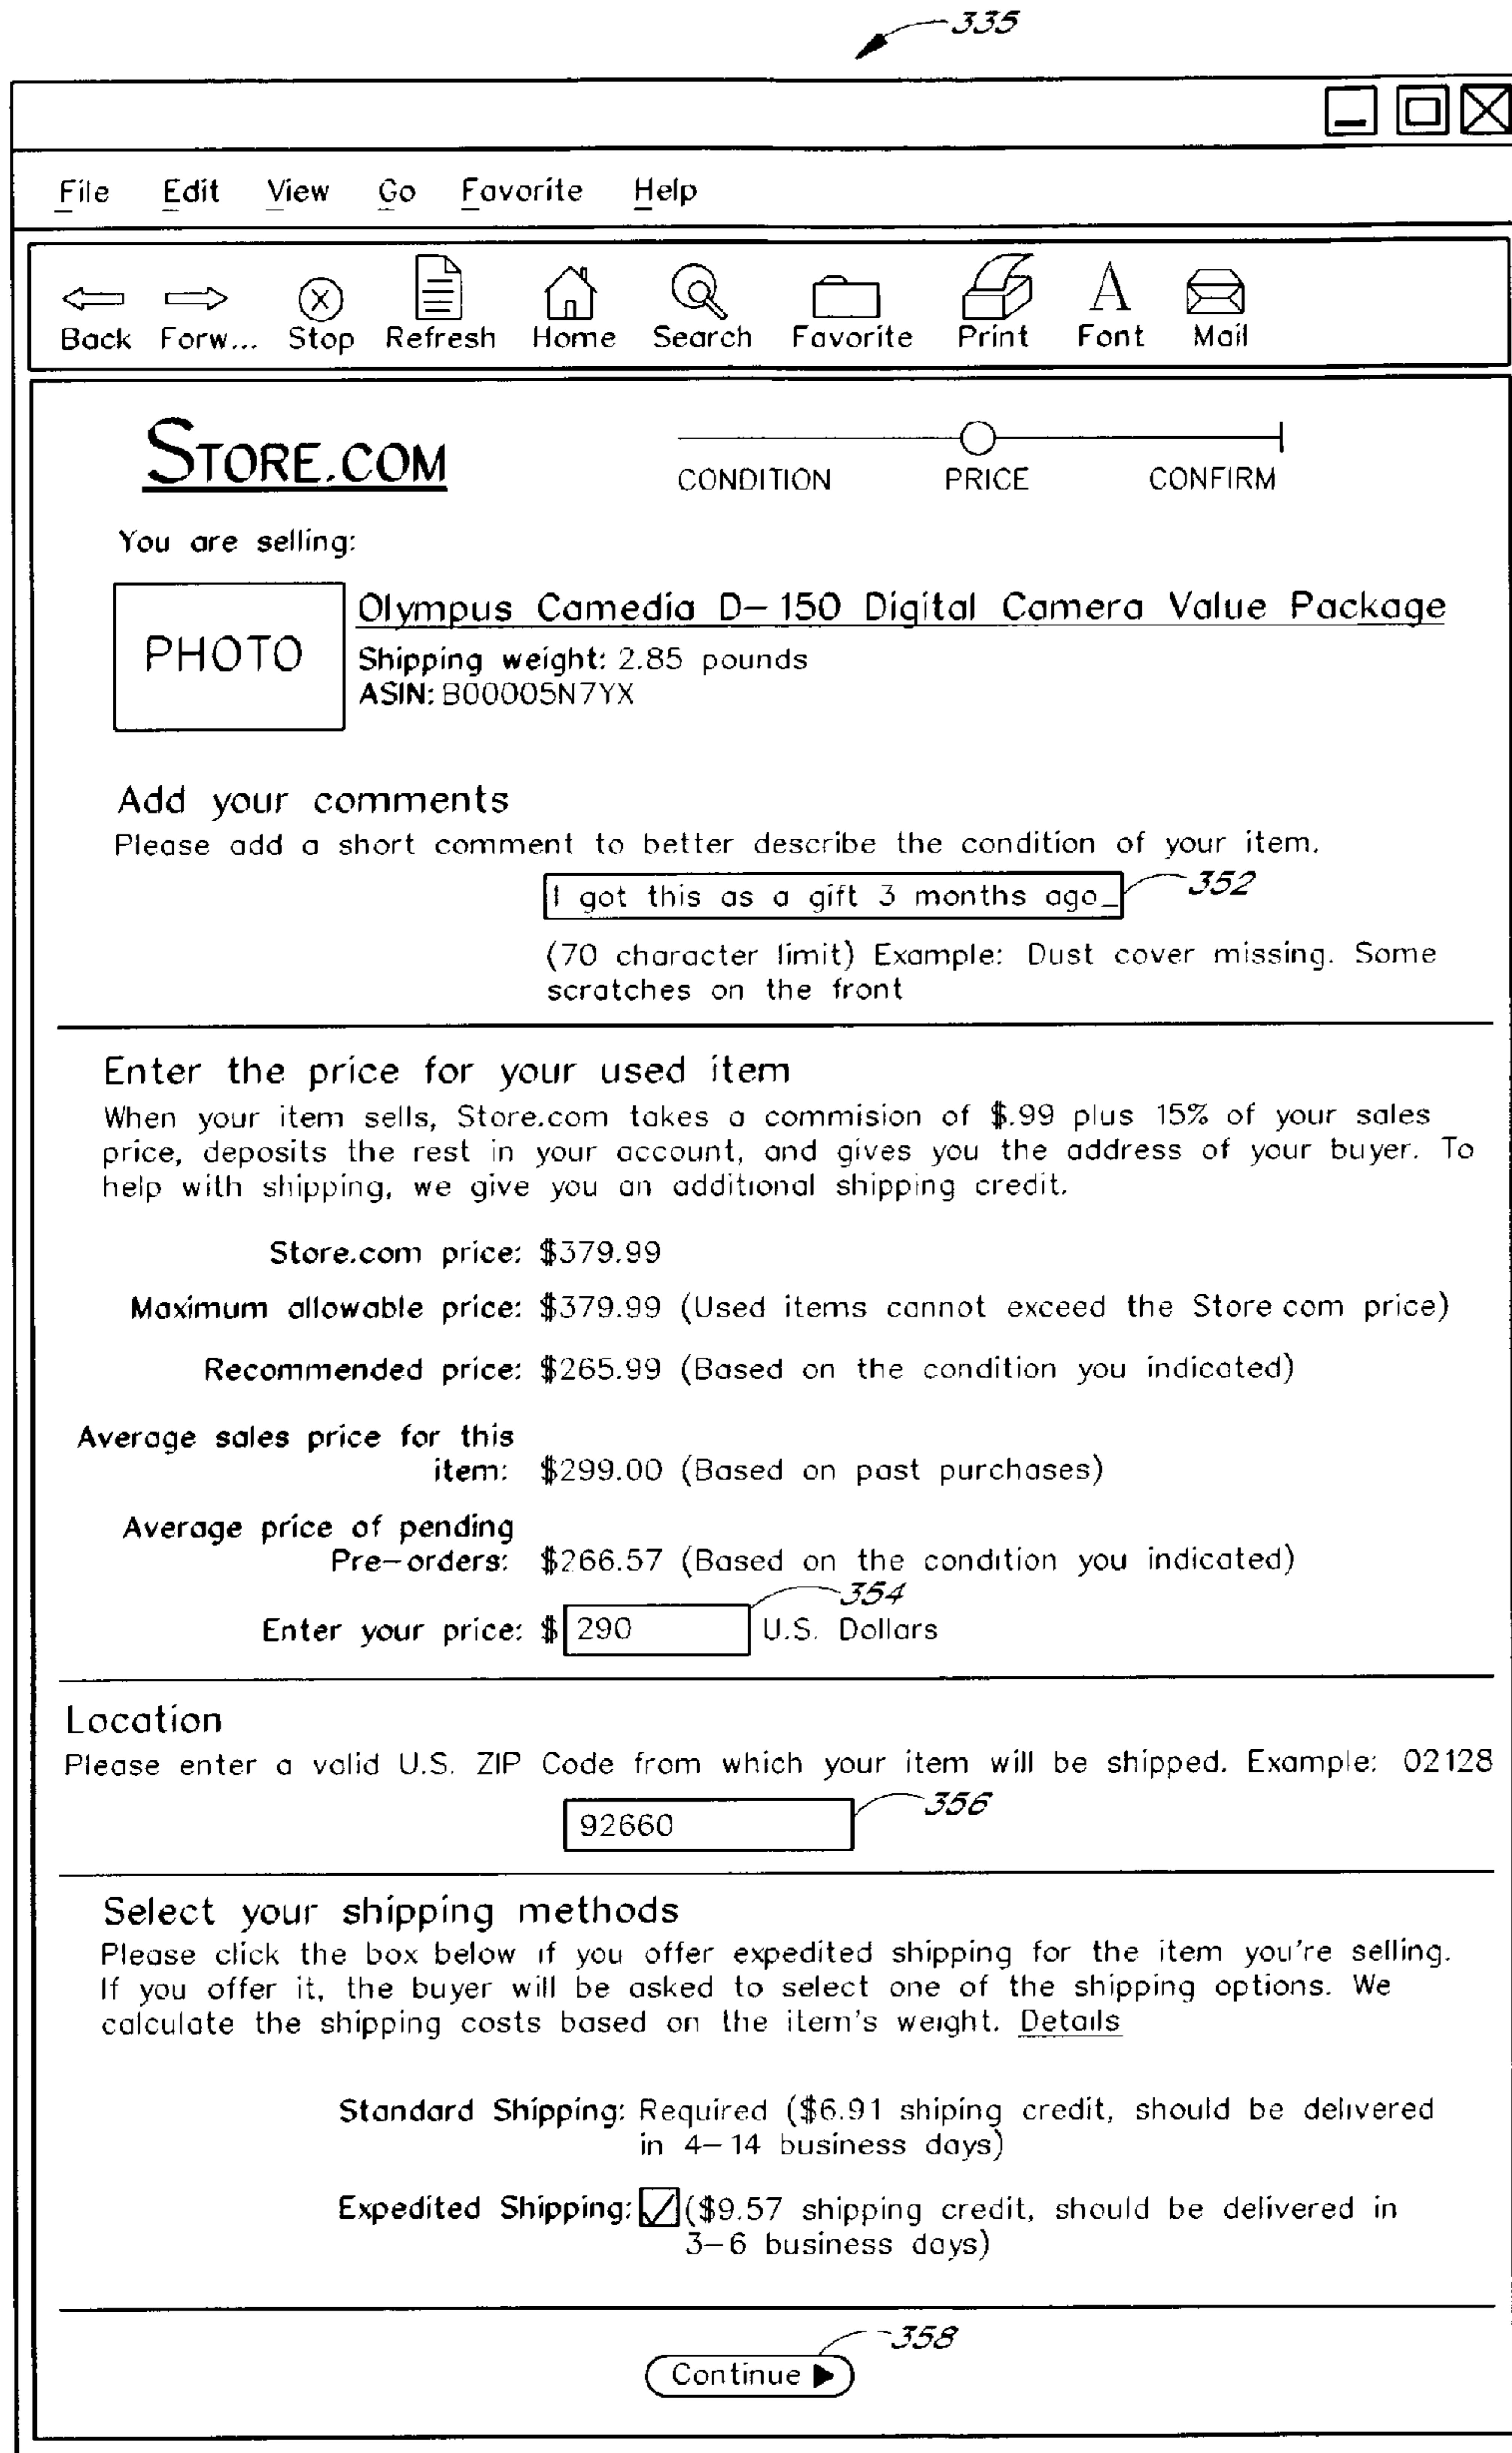 335
File Edit View Go Favorite Help
Back Forw... Stop Refresh Home Search Favorite Print Font Mail
STORE.COM
CONDITION PRICE CONFIRM
You are selling:
PHOTO
Olympus Camedia D-150 Digital Camera Value Package
Shipping weight: 2.85 pounds
ASIN: B00005N7YX
Add your comments
Please add a short comment to better describe the condition of your item.
I got this as a gift 3 months ago_
352
(70 character limit) Example: Dust cover missing. Some
scratches on the front
Enter the price for your used item
When your item sells, Store.com takes a commision of $.99 plus 15% of your sales
price, deposits the rest in your account, and gives you the address of your buyer. To
help with shipping, we give you an additional shipping credit.
Store.com price: $379.99
Maximum allowable price: $379.99 (Used items cannot exceed the Store com price)
Recommended price: $265.99 (Based on the condition you indicated)
Average sales price for this
item: $299.00 (Based on past purchases)
Average price of pending
Pre-orders: $266.57 (Based on the condition you indicated)
354
Enter your price: $ 290 U.S. Dollars
Location
Please enter a valid U.S. ZIP Code from which your item will be shipped. Example: 02128
92660
356
Select your shipping methods
Please click the box below if you offer expedited shipping for the item you're selling.
If you offer it, the buyer will be asked to select one of the shipping options. We
calculate the shipping costs based on the item's weight. Details
Standard Shipping: Required ($6.91 shiping credit, should be delivered
in 4-14 business days)
Expedited Shipping: ($9.57 shipping credit, should be delivered in
3-6 business days)
358
Continue